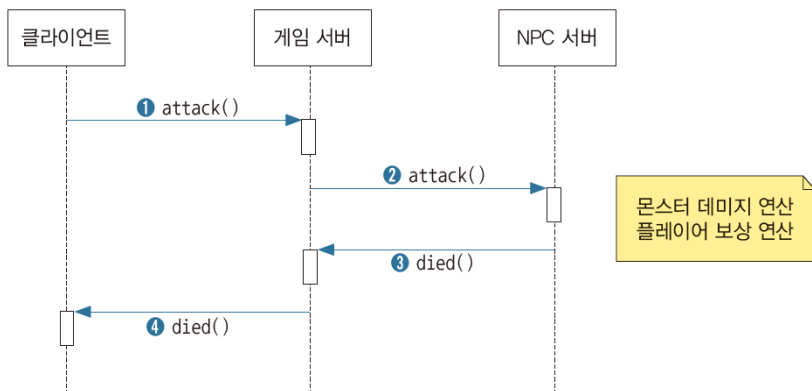 클라이언트
게임 서버
NPC 서버
❶ attack()
❷ attack()
몬스터 데미지 연산
플레이어 보상 연산
❸ died()
❹ died()